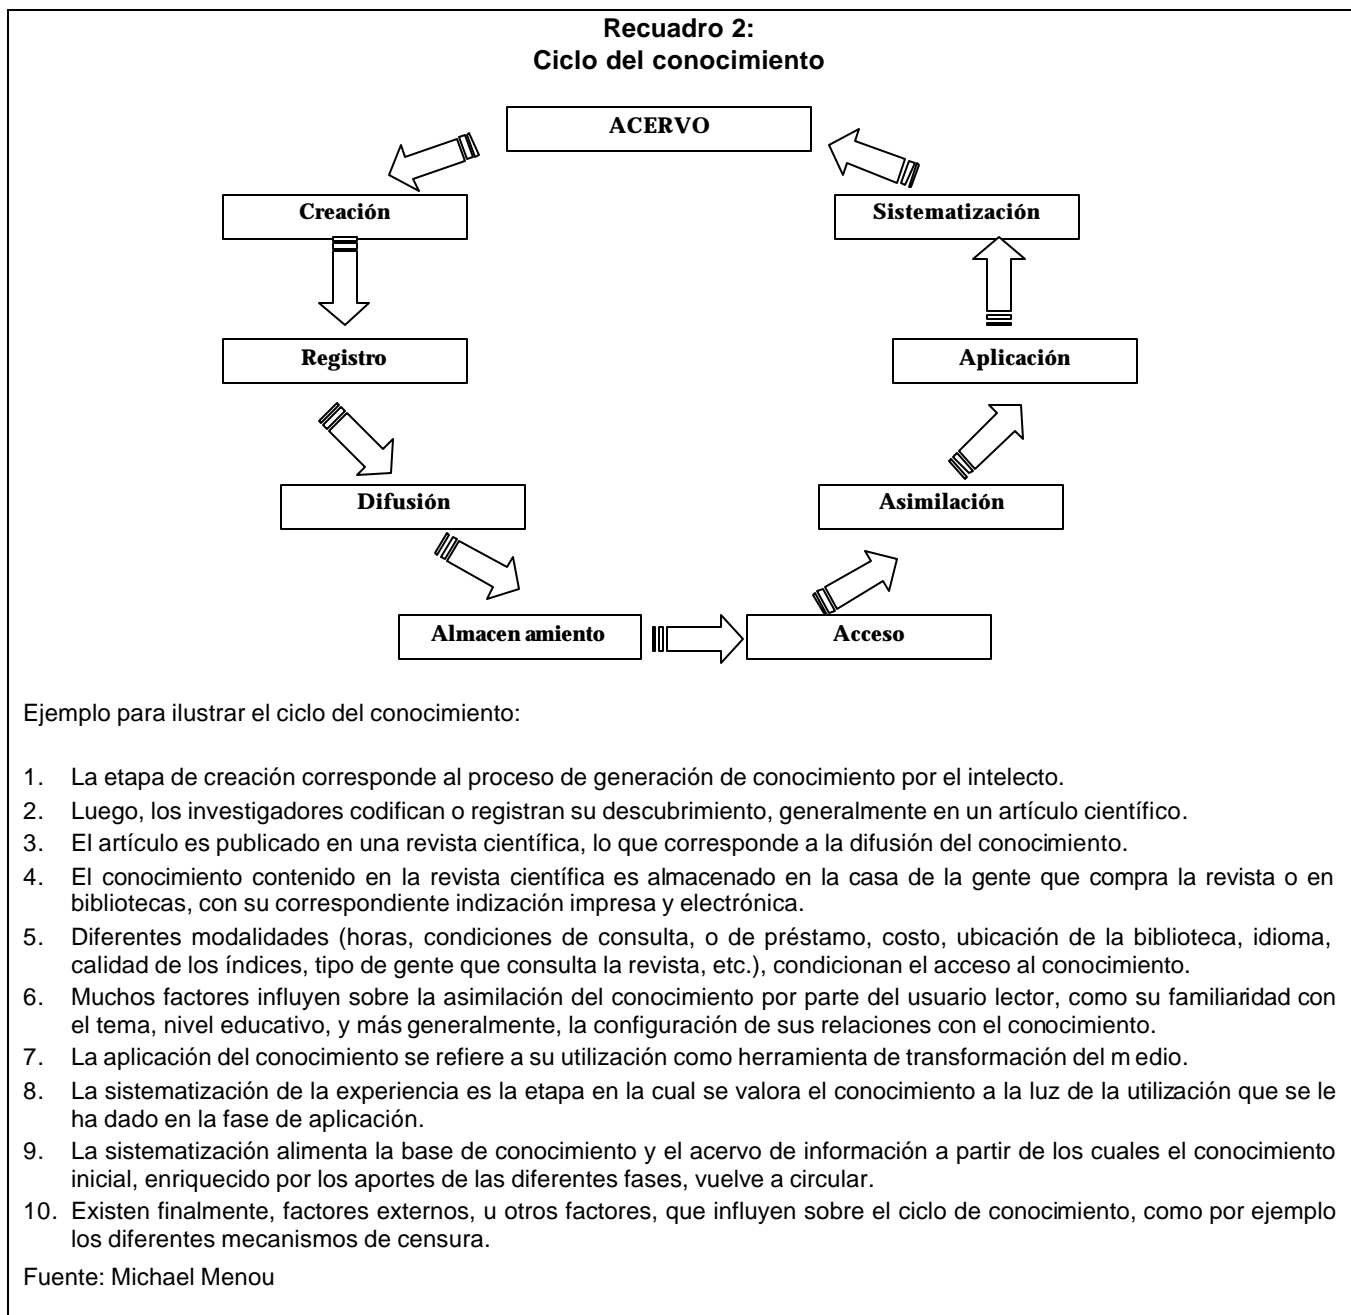 Recuadro 2:
Ciclo del conocimiento
ACERVO
Creación
Sistematización
Registro
Aplicación
Difusión
Asimilación
Almacen amiento
Acceso
Ejemplo para ilustrar el ciclo del conocimiento:
1. La etapa de creación corresponde al proceso de generación de conocimiento por el intelecto.
2. Luego, los investigadores codifican o registran su descubrimiento, generalmente en un artículo científico.
3. El artículo es publicado en una revista científica, lo que corresponde a la difusión del conocimiento.
4. El conocimiento contenido en la revista científica es almacenado en la casa de la gente que compra la revista o en
bibliotecas, con su correspondiente indización impresa y electrónica.
5. Diferentes modalidades (horas, condiciones de consulta, o de préstamo, costo, ubicación de la biblioteca, idioma,
calidad de los índices, tipo de gente que consulta la revista, etc.), condicionan el acceso al conocimiento.
6. Muchos factores influyen sobre la asimilación del conocimiento por parte del usuario lector, como su familiaridad con
el tema, nivel educativo, y más generalmente, la configuración de sus relaciones con el conocimiento.
7. La aplicación del conocimiento se refiere a su utilización como herramienta de transformación del m edio.
8. La sistematización de la experiencia es la etapa en la cual se valora el conocimiento a la luz de la utilización que se le
ha dado en la fase de aplicación.
9. La sistematización alimenta la base de conocimiento y el acervo de información a partir de los cuales el conocimiento
inicial, enriquecido por los aportes de las diferentes fases, vuelve a circular.
10. Existen finalmente, factores externos, u otros factores, que influyen sobre el ciclo de conocimiento, como por ejemplo
los diferentes mecanismos de censura.
Fuente: Michael Menou